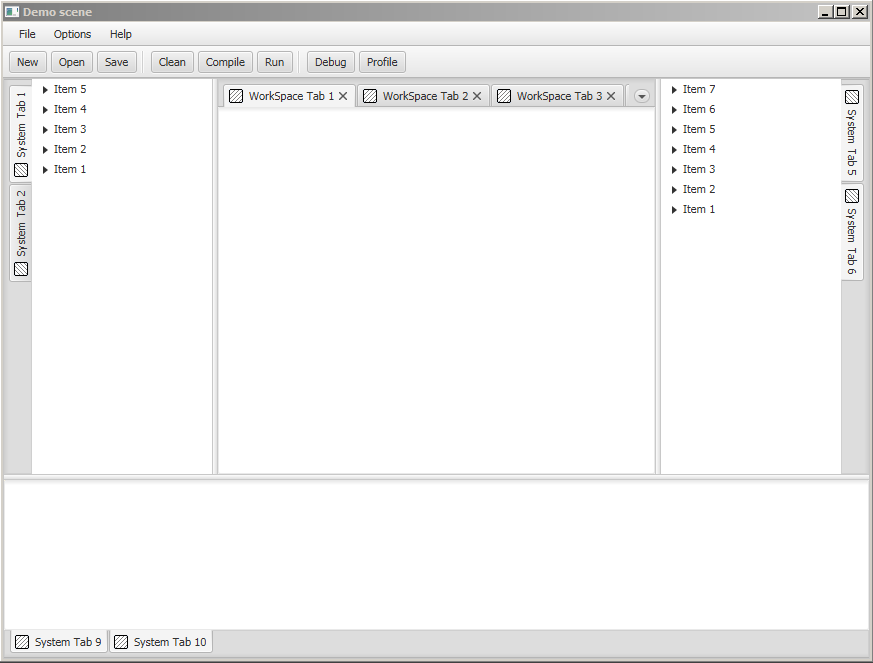 Demo scene
File Options Help
New Open Save Clean Compile Run Debug Profile
System Tab 1
System Tab 2
Item 5
Item 4
Item 3
Item 2
Item 1
WorkSpace Tab 1 WorkSpace Tab 2 WorkSpace Tab 3
Item 7
Item 6
Item 5
Item 4
Item 3
Item 2
Item 1
System Tab 5
System Tab 6
System Tab 9 System Tab 10